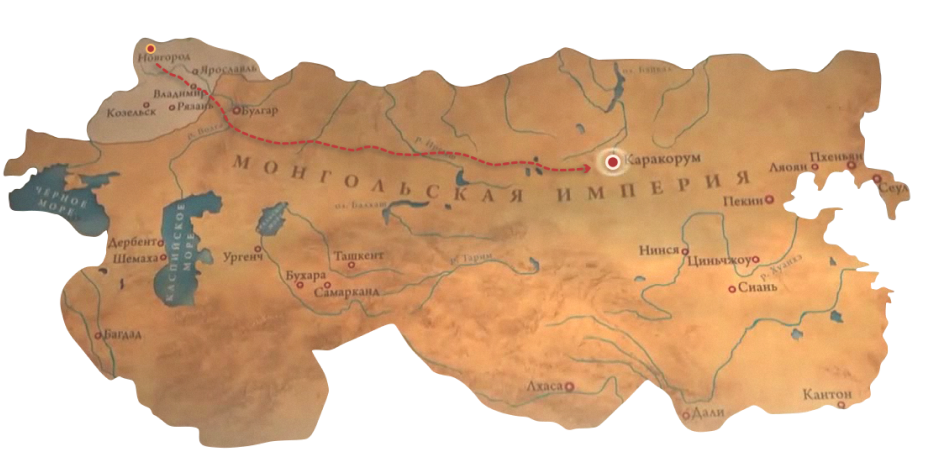 Новгород
Ярославль
Владимир
Козельск
Рязань
Булгар
р. Волга
оз. Байкал
МОНГОЛЬСКАЯ ИМПЕРИЯ
Каракорум
Ляоян
Пхеньян
Сеул
Пекин
ЧЁРНОЕ
МОРЕ
КАСПИЙСКОЕ
МОРЕ
оз. Балхаш
Дербент
Шемаха
Ургенч
Ташкент
Бухара
Самарканд
р. Тарим
Нинся
Циньчжоу
р. Хуанхэ
Сиань
Багдад
Лхаса
Дали
Кантон